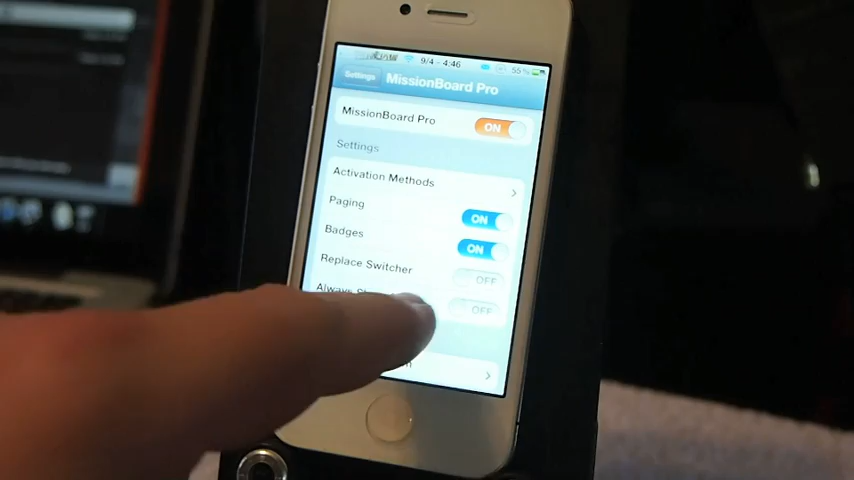 9/4 - 4:46
55%
Settings
MissionBoard Pro
MissionBoard Pro
ON
Settings
Activation Methods
Paging
ON
Badges
ON
Replace Switcher
OFF
Always
OFF